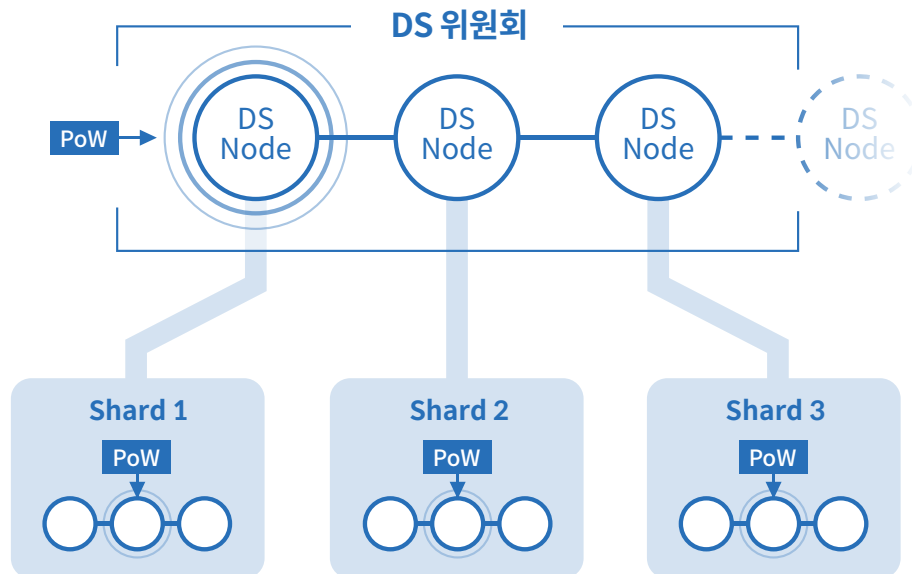 DS 위원회
PoW
DS
Node
DS
Node
DS
Node
DS
Node
Shard 1
PoW
Shard 2
PoW
Shard 3
PoW